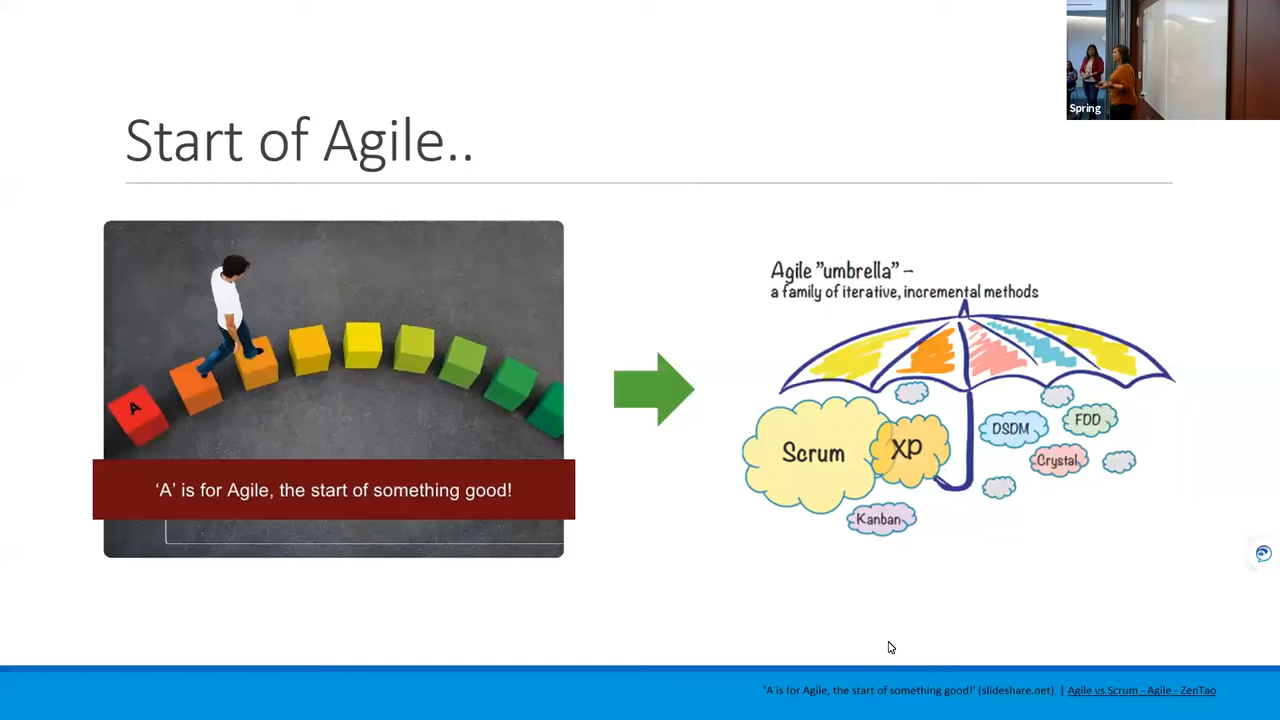 Spring
Start of Agile..
A
'A' is for Agile, the start of something good!
Agile "umbrella" –
a family of iterative, incremental methods
Scrum
XP
DSDM
FDD
Crystal
Kanban
'A is for Agile, the start of something good!' (slideshare.net) | Agile vs Scrum - Agile - ZenTao